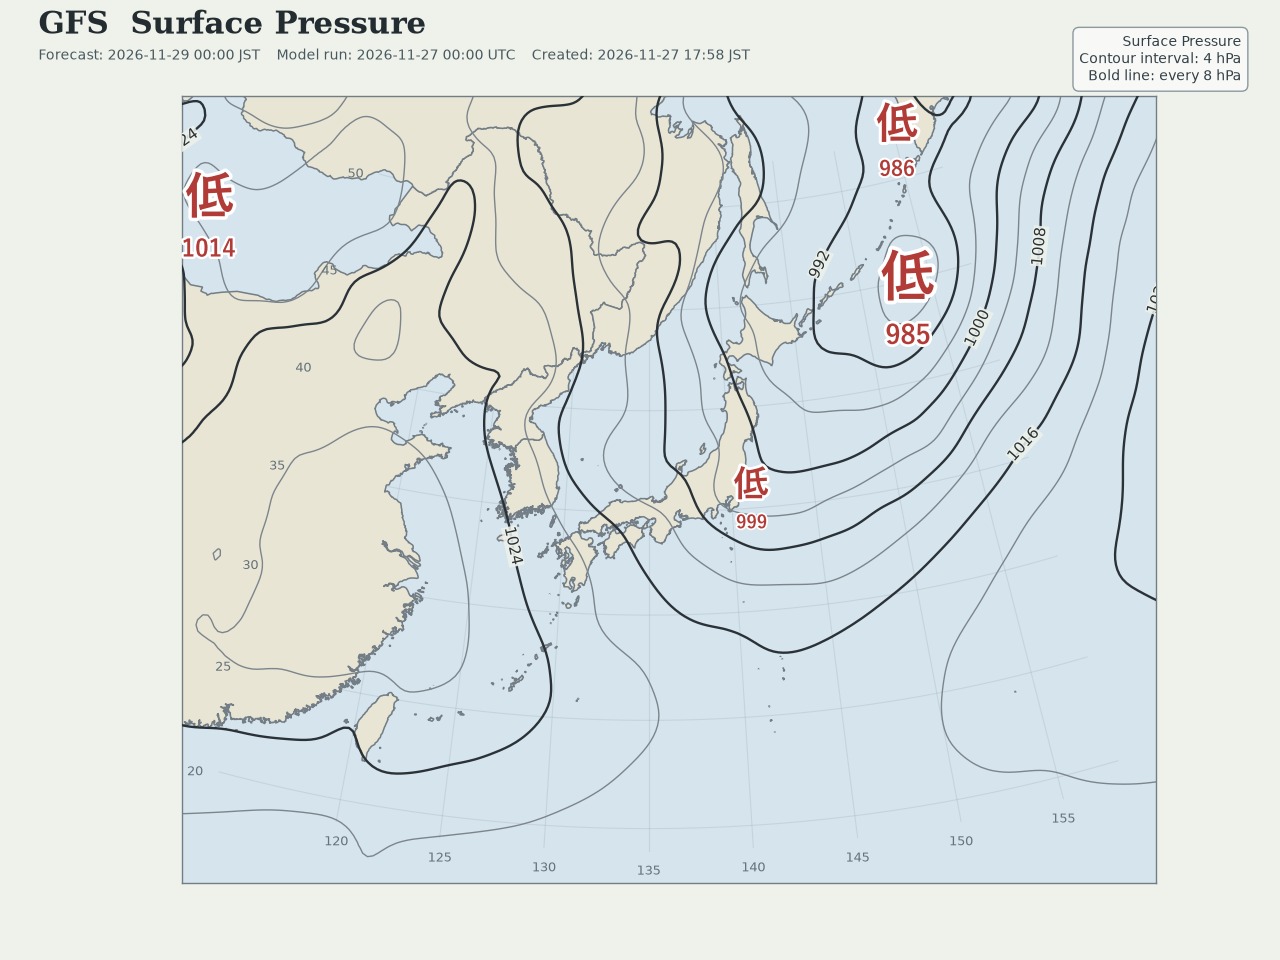 GFS Surface Pressure
Forecast: 2026-11-29 00:00 JST Model run: 2026-11-27 00:00 UTC Created: 2026-11-27 17:58 JST
Surface Pressure
Contour interval: 4 hPa
Bold line: every 8 hPa
低
986
24
50
低
1014
45
992
1008
低
985
1000
40
1016
35
低
999
1024
30
25
20
120
125
130
135
140
145
150
155